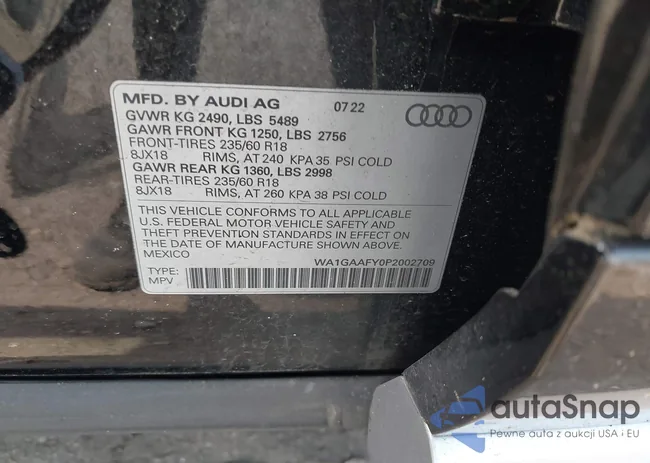 MFD. BY AUDI AG 07 22
GVWR KG 2490, LBS 5489
GAWR FRONT KG 1250, LBS 2756
FRONT-TIRES 235/60 R18
8JX18 RIMS, AT 240 KPA 35 PSI COLD
GAWR REAR KG 1360, LBS 2998
REAR-TIRES 235/60 R18
8JX18 RIMS, AT 260 KPA 38 PSI COLD
THIS VEHICLE CONFORMS TO ALL APPLICABLE
U.S. FEDERAL MOTOR VEHICLE SAFETY AND
THEFT PREVENTION STANDARDS IN EFFECT ON
THE DATE OF MANUFACTURE SHOWN ABOVE.
MEXICO WA1GAAFY0P2002709
TYPE:
MPV
autaSnap
Pewne auta z aukcji USA i EU